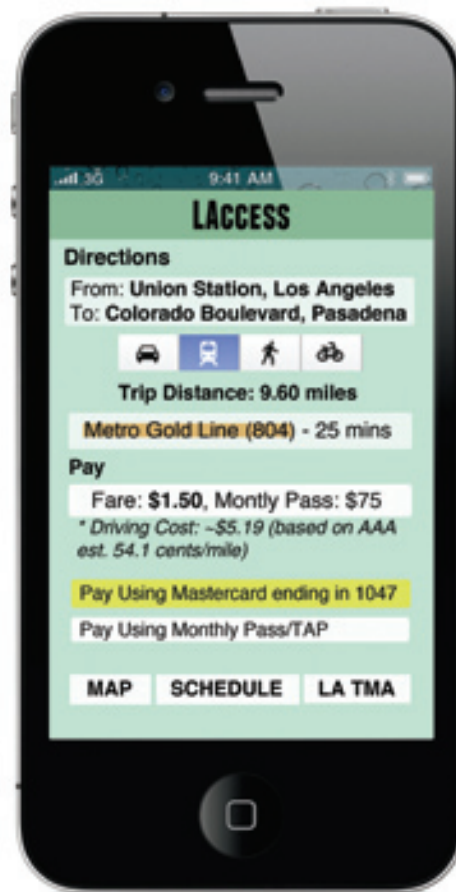 3G 9:41 AM
LACCESS
Directions
From: Union Station, Los Angeles
To: Colorado Boulevard, Pasadena
Trip Distance: 9.60 miles
Metro Gold Line (804) - 25 mins
Pay
Fare: $1.50, Montly Pass: $75
* Driving Cost: ~$5.19 (based on AAA
est. 54.1 cents/mile)
Pay Using Mastercard ending in 1047
Pay Using Monthly Pass/TAP
MAP SCHEDULE LA TMA